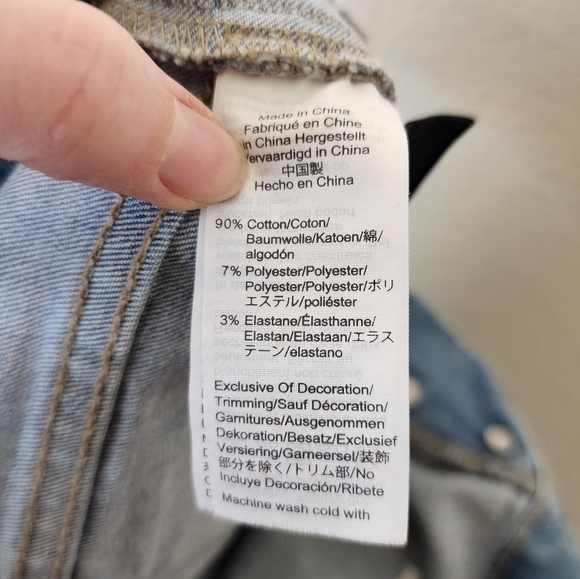 Made in China
Fabriqué en Chine
in China Hergestellt
Vervaardigd in China
中国製
Hecho en China
90% Cotton/Coton/
Baumwolle/Katoen/綿/
algodón
7% Polyester/Polyester/
Polyester/Polyester/ポリ
エステル/poliéster
3% Elastane/Élasthanne/
Elastan/Elastaan/エラス
テーン/elastano
Exclusive Of Decoration/
Trimming/Sauf Décoration/
Garnitures/Ausgenommen
Dekoration/Besatz/Exclusief
Versiering/Garneersel/装飾
部分を除く/トリム部/No
Incluye Decoración/Ribete
Machine wash cold with